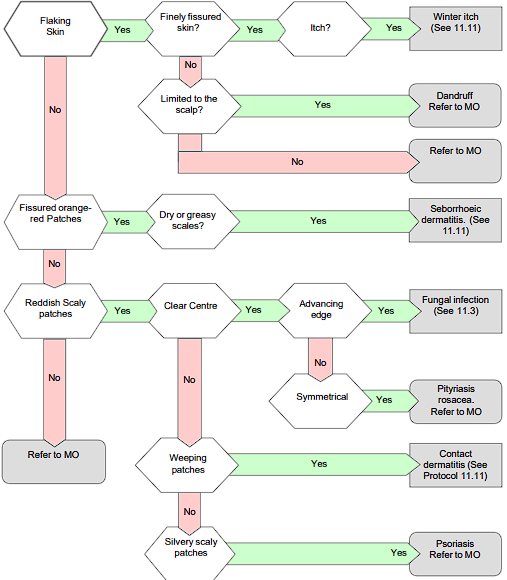 Flaking
Skin
Yes
Finely fissured
skin?
Yes
Itch?
Yes
Winter itch
(See 11.11)
No
No
Limited to the
scalp?
Yes
Dandruff
Refer to MO
No
Refer to MO
Fissured orange-
red Patches
Yes
Dry or greasy
scales?
Yes
Seborrhoeic
dermatitis. (See
11.11)
No
Reddish Scaly
patches
Yes
Clear Centre
Yes
Advancing
edge
Yes
Fungal infection
(See 11.3)
No
No
No
Symmetrical
Yes
Pityriasis
rosacea.
Refer to MO
Refer to MO
Weeping
patches
Yes
Contact
dermatitis (See
Protocol 11.11)
No
Silvery scaly
patches
Yes
Psoriasis
Refer to MO